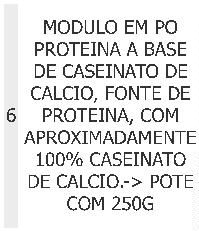 MODULO EM PO
PROTEINA A BASE
DE CASEINATO DE
CALCIO, FONTE DE
6 PROTEINA, COM
APROXIMADAMENTE
100% CASEINATO
DE CALCIO.-> POTE
COM 250G